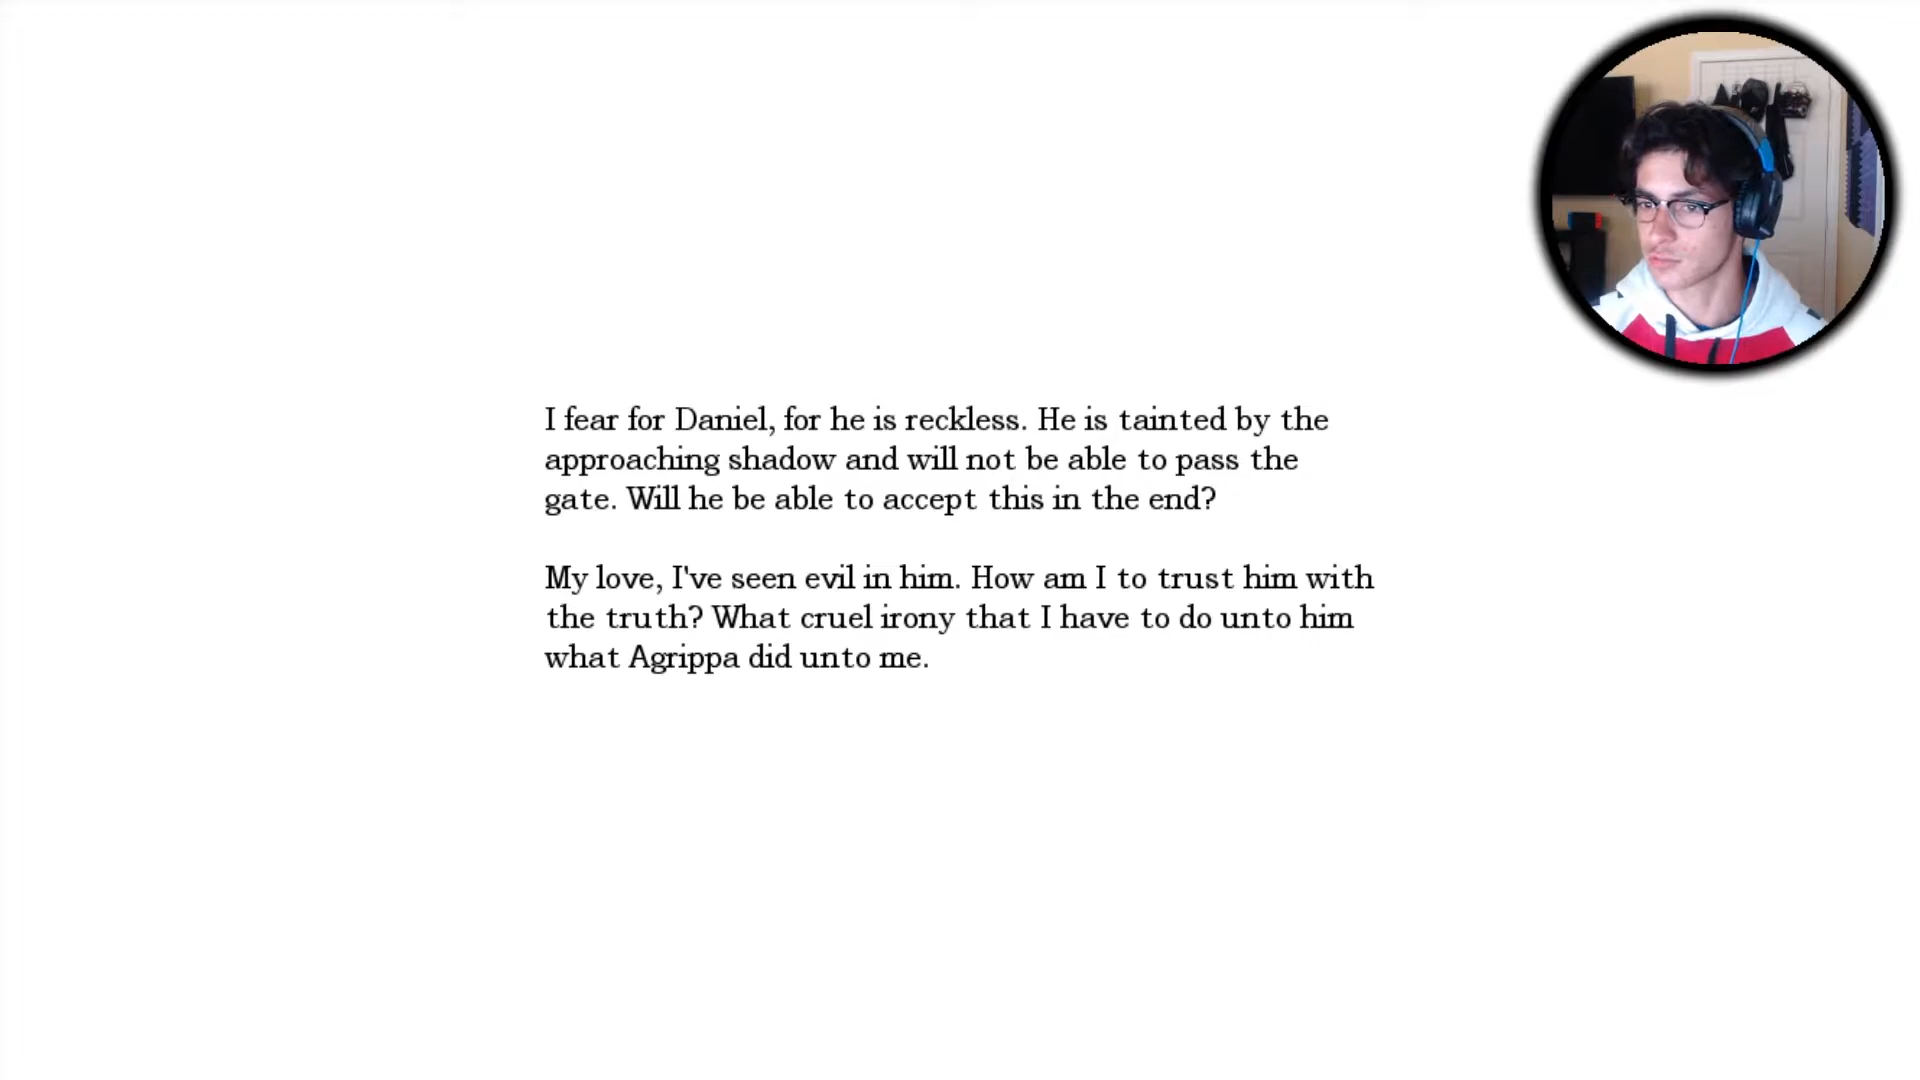 I fear for Daniel, for he is reckless. He is tainted by the
approaching shadow and will not be able to pass the
gate. Will he be able to accept this in the end?
My love, I've seen evil in him. How am I to trust him with
the truth? What cruel irony that I have to do unto him
what Agrippa did unto me.